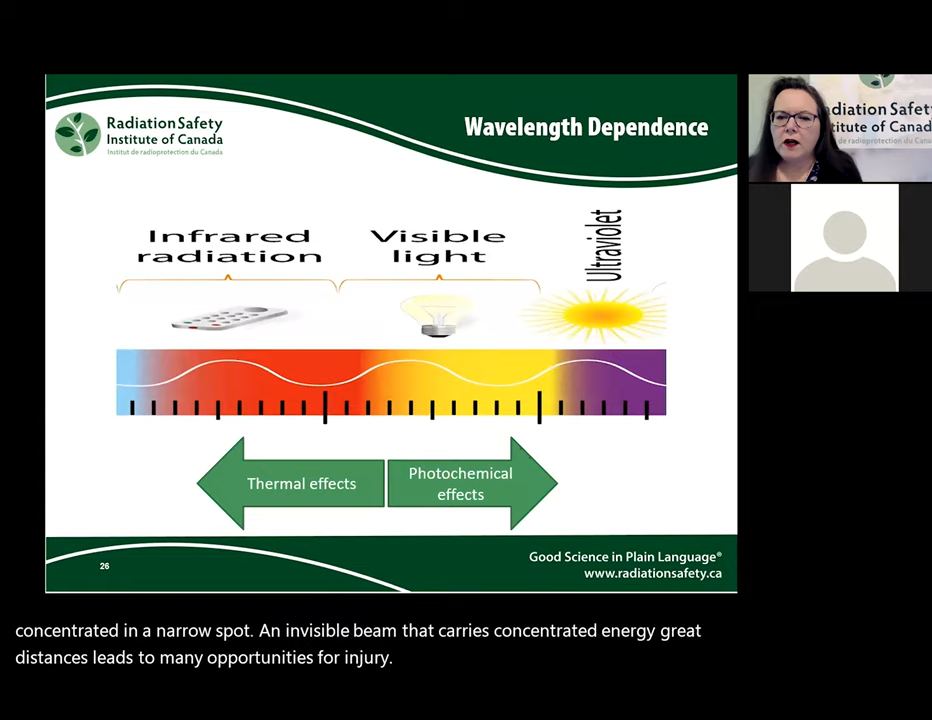 Radiation Safety
Institute of Canada
Institut de radioprotection du Canada
Wavelength Dependence
Infrared
radiation
Visible
light
Ultraviolet
Thermal effects
Photochemical
effects
26
Good Science in Plain Language®
www.radiationsafety.ca
adiation Safet
titute of Canad
de radioprotection du Cana
concentrated in a narrow spot. An invisible beam that carries concentrated energy great
distances leads to many opportunities for injury.